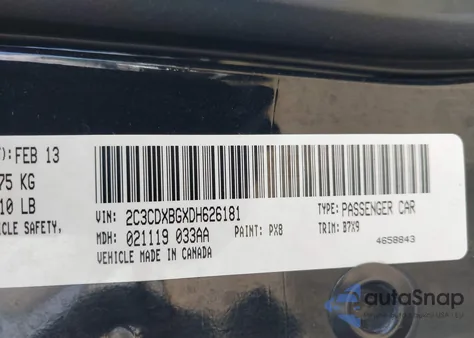 ): FEB 13
75 KG
10 LB
CLE SAFETY,
VIN: 2C3CDXBGXDH626181
TYPE: PASSENGER CAR
MDH: 021119 033AA
PAINT: PX8
TRIM: B7X9
VEHICLE MADE IN CANADA
4658843
autoSnap